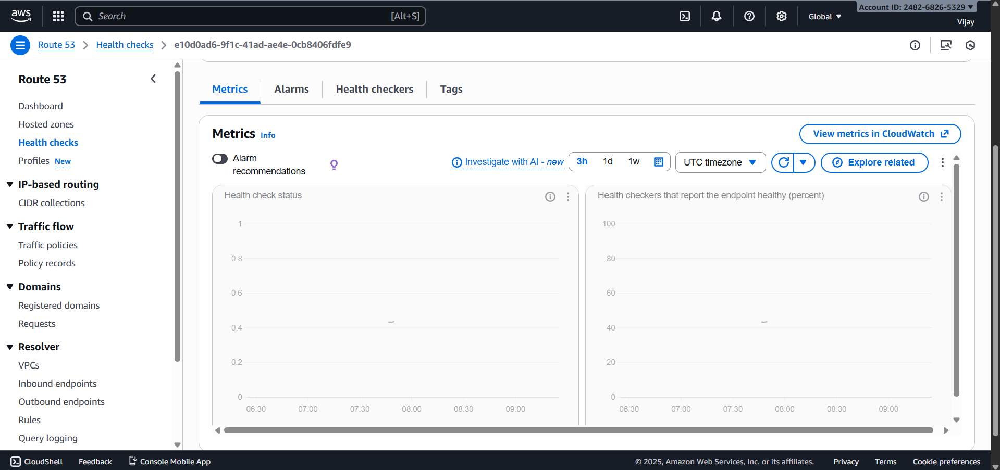 aws
Search [Alt+S]
Global
Account ID: 2482-6826-5329
Vijay
Route 53 Health checks e10d0ad6-9f1c-41ad-ae4e-0cb8406fdfe9
Route 53
Dashboard
Hosted zones
Health checks
Profiles New
IP-based routing
CIDR collections
Traffic flow
Traffic policies
Policy records
Domains
Registered domains
Requests
Resolver
VPCs
Inbound endpoints
Outbound endpoints
Rules
Query logging
Metrics Alarms Health checkers Tags
Metrics Info
View metrics in CloudWatch
Alarm
recommendations
Investigate with AI - new
3h 1d 1w
UTC timezone
Explore related
Health check status
1
0.8
0.6
0.4
0.2
0
06:30 07:00 07:30 08:00 08:30 09:00
Health checkers that report the endpoint healthy (percent)
100
80
60
40
20
0
06:30 07:00 07:30 08:00 08:30 09:00
CloudShell Feedback Console Mobile App
© 2025, Amazon Web Services, Inc. or its affiliates. Privacy Terms Cookie preferences